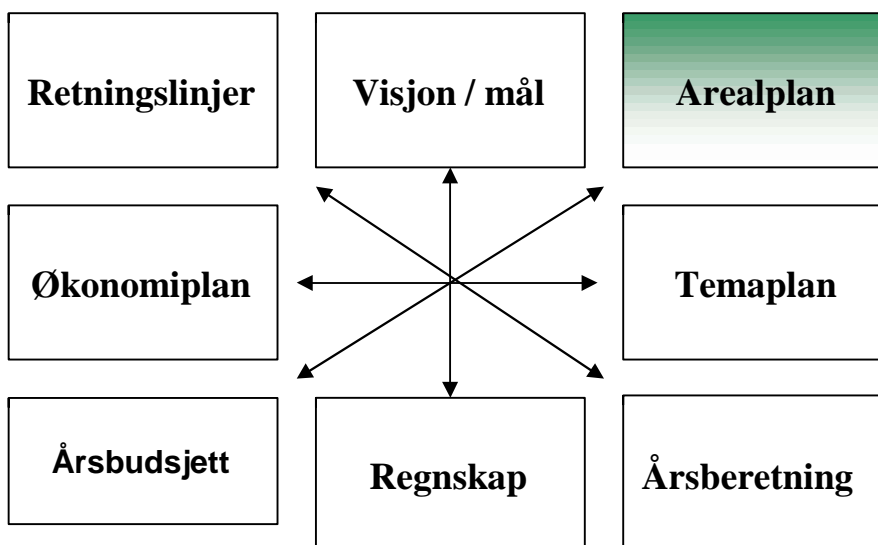 Retningslinjer
Visjon / mål
Arealplan
Økonomiplan
Temaplan
Årsbudsjett
Regnskap
Årsberetning